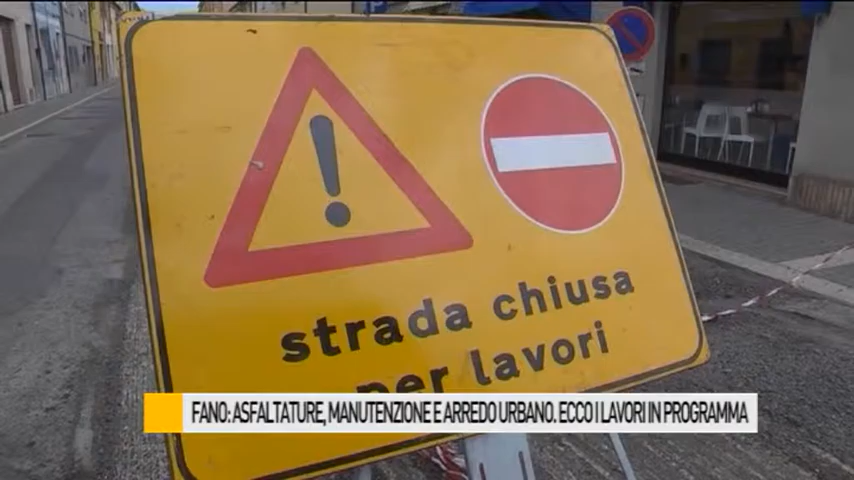 strada chiusa
per lavori
FANO: ASFALTATURE, MANUTENZIONE E ARREDO URBANO. ECCO I LAVORI IN PROGRAMMA